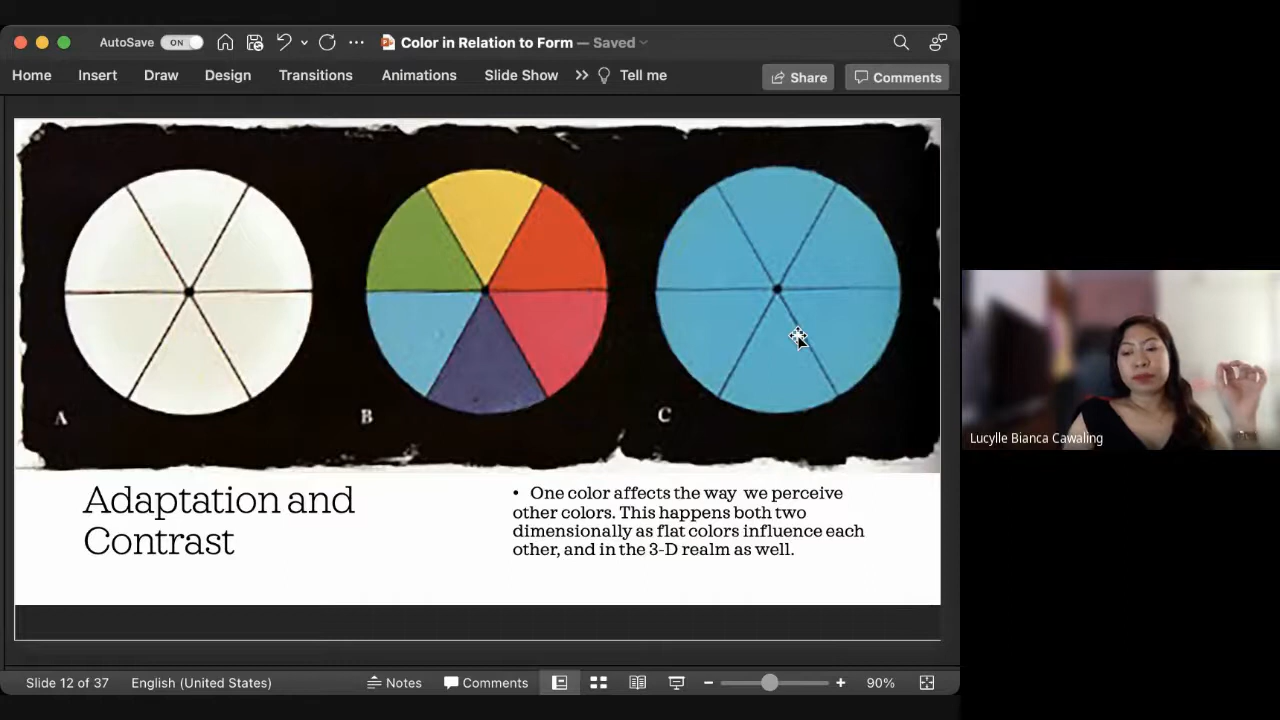 AutoSave ON Color in Relation to Form — Saved
Home Insert Draw Design Transitions Animations Slide Show Tell me Share Comments
A B C
Adaptation and
Contrast
• One color affects the way we perceive
other colors. This happens both two
dimensionally as flat colors influence each
other, and in the 3-D realm as well.
Lucylle Bianca Cawaling
Slide 12 of 37 English (United States) Notes Comments 90%